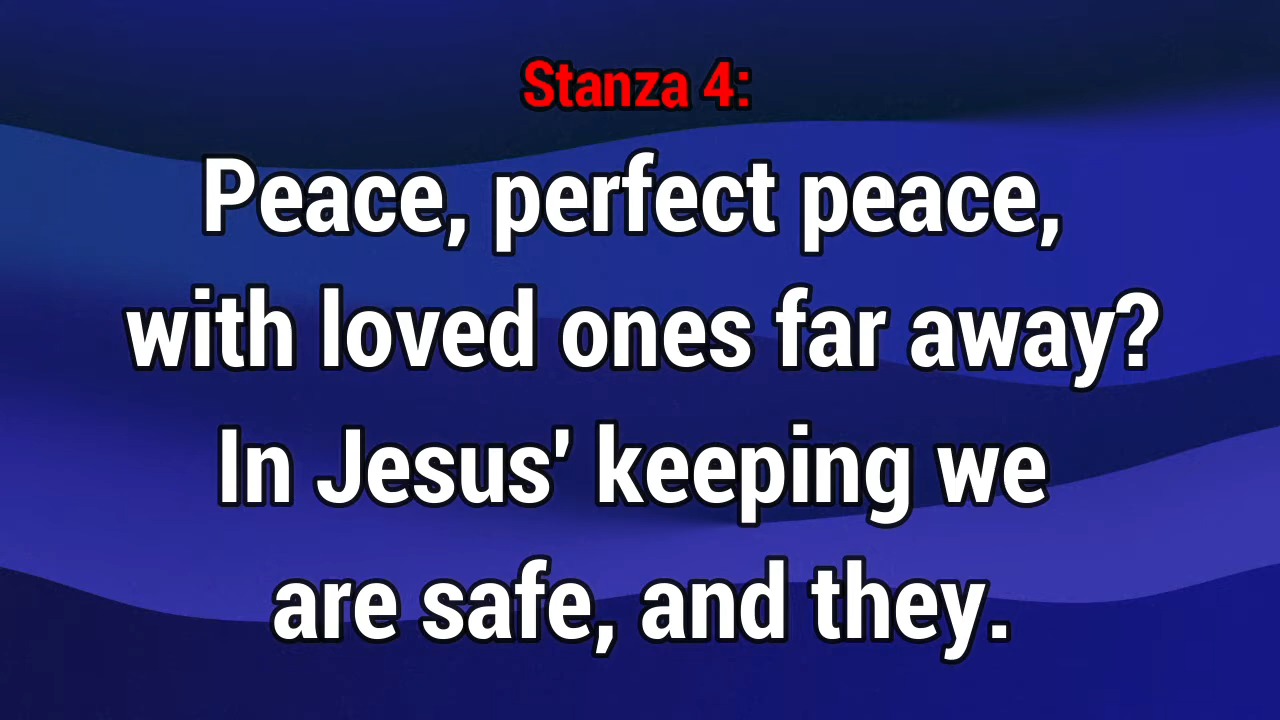 Stanza 4:
Peace, perfect peace,
with loved ones far away?
In Jesus' keeping we
are safe, and they.